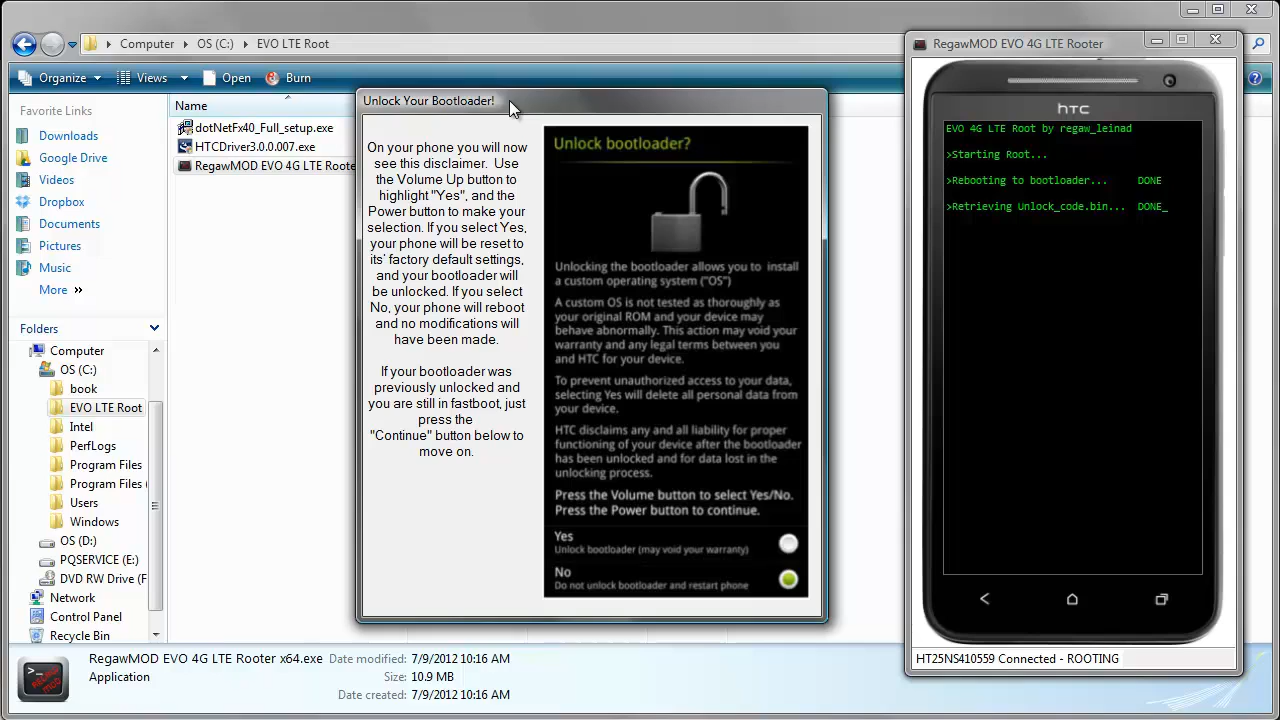 Computer
OS (C:)
EVO LTE Root
Organize
Views
Open
Burn
Favorite Links
Downloads
Google Drive
Videos
Dropbox
Documents
Pictures
Music
More »
Folders
Computer
OS (C:)
book
EVO LTE Root
Intel
PerfLogs
Program Files
Program Files (
Users
Windows
OS (D:)
PQSERVICE (E:)
DVD RW Drive (F
Network
Control Panel
Recycle Bin
Name
dotNetFx40_Full_setup.exe
HTCDriver3.0.0.007.exe
RegawMOD EVO 4G LTE Roote
Unlock Your Bootloader!
On your phone you will now
see this disclaimer. Use
the Volume Up button to
highlight "Yes", and the
Power button to make your
selection. If you select Yes,
your phone will be reset to
its' factory default settings,
and your bootloader will
be unlocked. If you select
No, your phone will reboot
and no modifications will
have been made.
If your bootloader was
previously unlocked and
you are still in fastboot, just
press the
"Continue" button below to
move on.
Unlock bootloader?
Unlocking the bootloader allows you to install
a custom operating system ("OS")
A custom OS is not tested as thoroughly as
your original ROM and your device may
behave abnormally. This action may void your
warranty and any legal terms between you
and HTC for your device.
To prevent unauthorized access to your data,
selecting Yes will delete all personal data from
your device.
HTC disclaims any and all liability for proper
functioning of your device after the bootloader
has been unlocked and for data lost in the
unlocking process.
Press the Volume button to select Yes/No.
Press the Power button to continue.
Yes
Unlock bootloader (may void your warranty)
No
Do not unlock bootloader and restart phone
RegawMOD EVO 4G LTE Rooter
hTC
EVO 4G LTE Root by regaw_leinad
>Starting Root...
>Rebooting to bootloader... DONE
>Retrieving Unlock_code.bin... DONE_
HT25NS410559 Connected - ROOTING
RegawMOD EVO 4G LTE Rooter x64.exe
Application
Date modified: 7/9/2012 10:16 AM
Size: 10.9 MB
Date created: 7/9/2012 10:16 AM